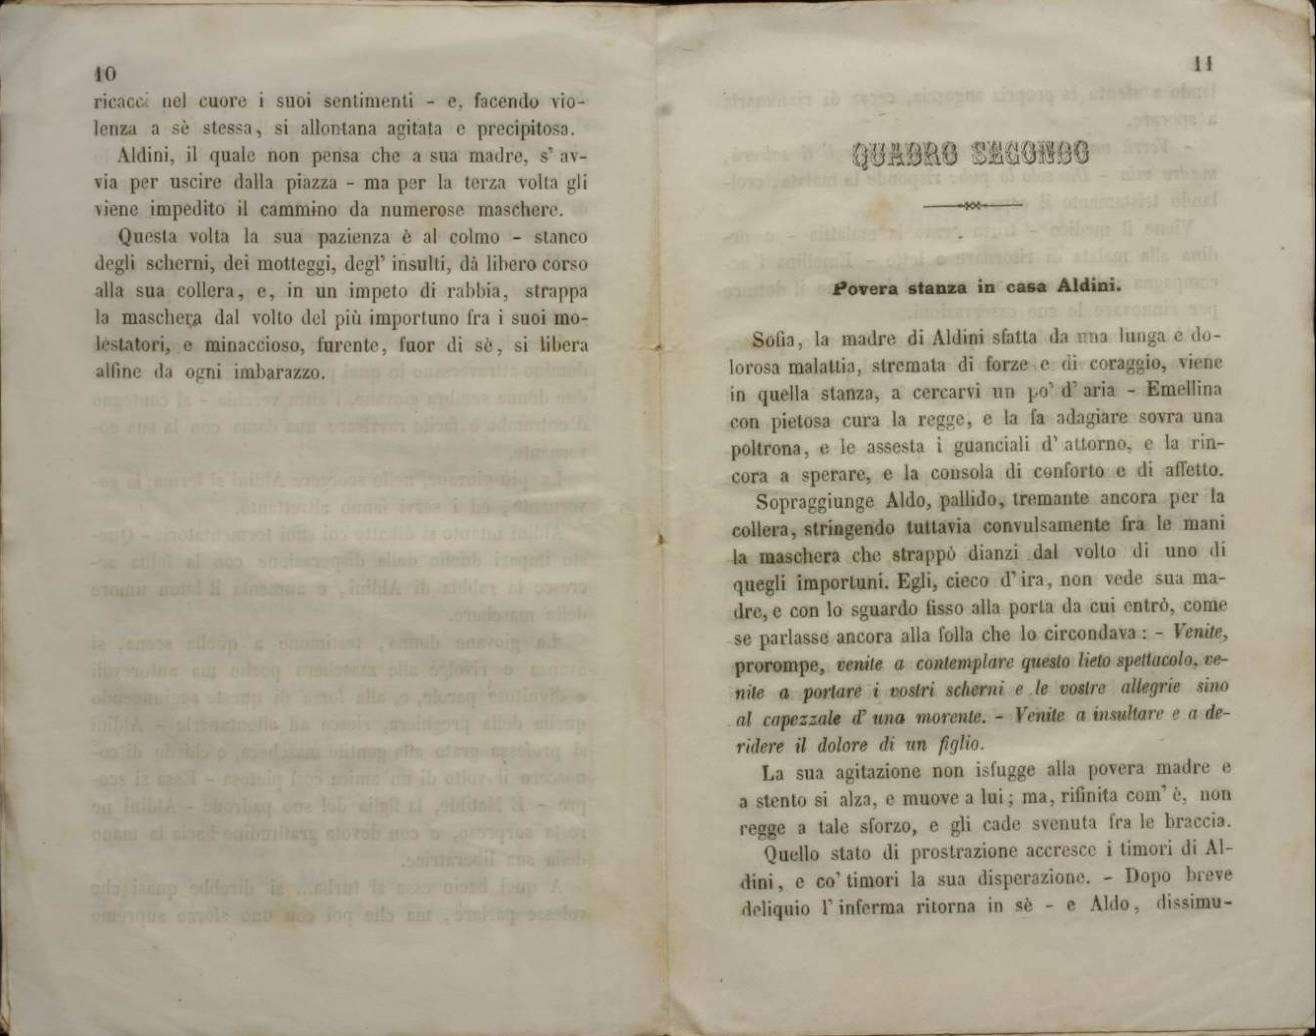 10
ricacci nel cuore i suoi sentimenti - e, facendo vio-
lenza a sè stessa, si allontana agitata e precipitosa.
Aldini, il quale non pensa che a sua madre, s' av-
via per uscire dalla piazza - ma per la terza volta gli
viene impedito il cammino da numerose maschere.
Questa volta la sua pazienza è al colmo - stanco
degli scherni, dei motteggi, degl' insulti, dà libero corso
alla sua collera, e, in un impeto di rabbia, strappa
la maschera dal volto del più importuno fra i suoi mo-
lestatori, e minaccioso, furente, fuor di sè, si libera
alfine da ogni imbarazzo.
11
QUADRO SECONDO
Povera stanza in casa Aldini.
Sofia, la madre di Aldini sfatta da una lunga e do-
lorosa malattia, stremata di forze e di coraggio, viene
in quella stanza, a cercarvi un po' d' aria - Emellina
con pietosa cura la regge, e la fa adagiare sovra una
poltrona, e le assesta i guanciali d' attorno, e la rin-
cora a sperare, e la consola di conforto e di affetto.
Sopraggiunge Aldo, pallido, tremante ancora per la
collera, stringendo tuttavia convulsamente fra le mani
la maschera che strappò dianzi dal volto di uno di
quegli importuni. Egli, cieco d' ira, non vede sua ma-
dre, e con lo sguardo fisso alla porta da cui entrò, come
se parlasse ancora alla folla che lo circondava : - Venite,
prorompe, venite a contemplare questo lieto spettacolo, ve-
nite a portare i vostri scherni e le vostre allegrie sino
al capezzale d' una morente. - Venite a insultare e a de-
ridere il dolore di un figlio.
La sua agitazione non isfugge alla povera madre e
a stento si alza, e muove a lui ; ma, rifinita com' è, non
regge a tale sforzo, e gli cade svenuta fra le braccia.
Quello stato di prostrazione accresce i timori di Al-
dini, e co' timori la sua disperazione. - Dopo breve
deliquio l' inferma ritorna in sè - e Aldo, dissimu-